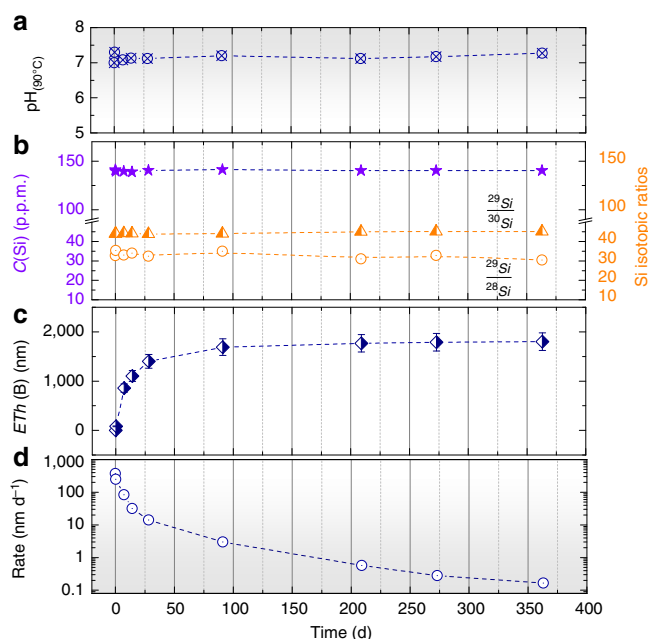 a
8
7
6
5
pH(90°C)
b
150
100
40
30
20
10
C(Si) (p.p.m.)
29Si
30Si
29Si
28Si
150
100
40
30
20
10
Si isotopic ratios
c
2,000
1,000
0
ETh (B) (nm)
d
1,000
100
10
1
0.1
Rate (nm d−1)
0 50 100 150 200 250 300 350 400
Time (d)